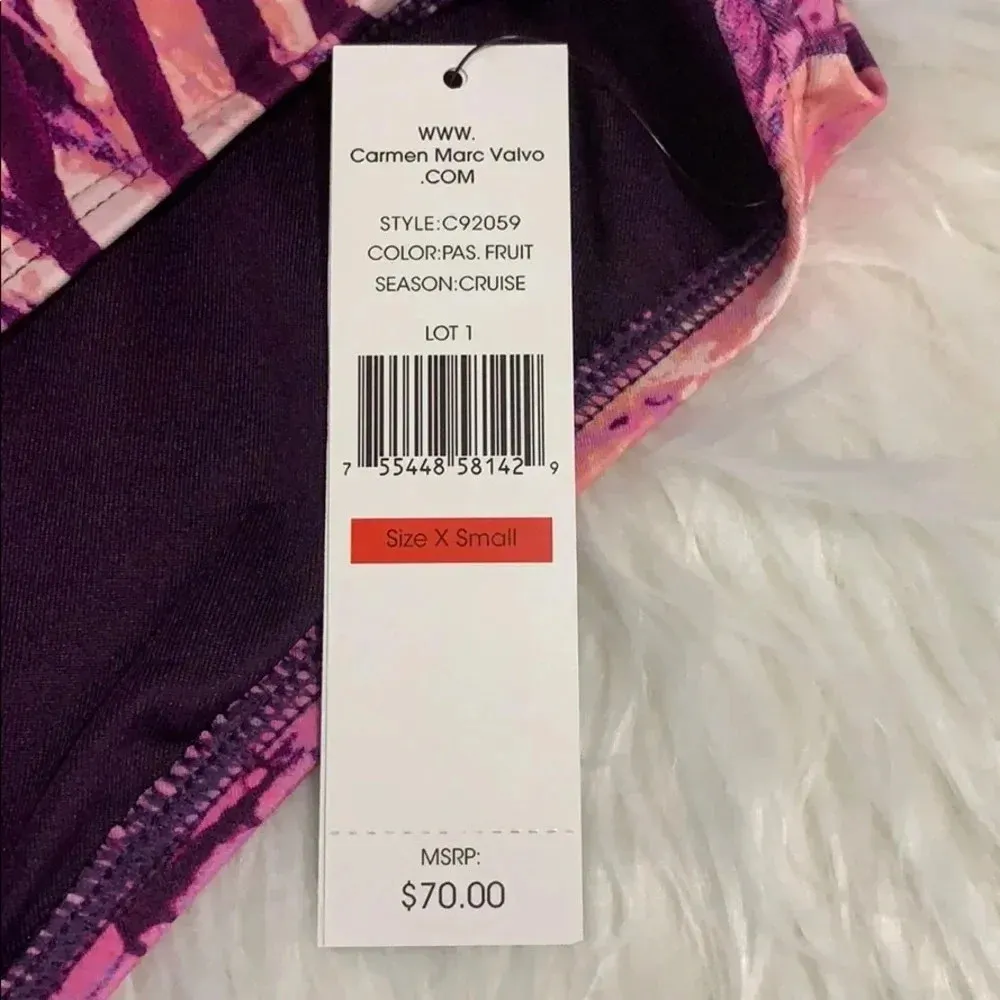 WWW.
Carmen Marc Valvo
.COM
STYLE:C92059
COLOR:PAS. FRUIT
SEASON:CRUISE
LOT 1
7 55448 58142 9
Size X Small
MSRP:
$70.00